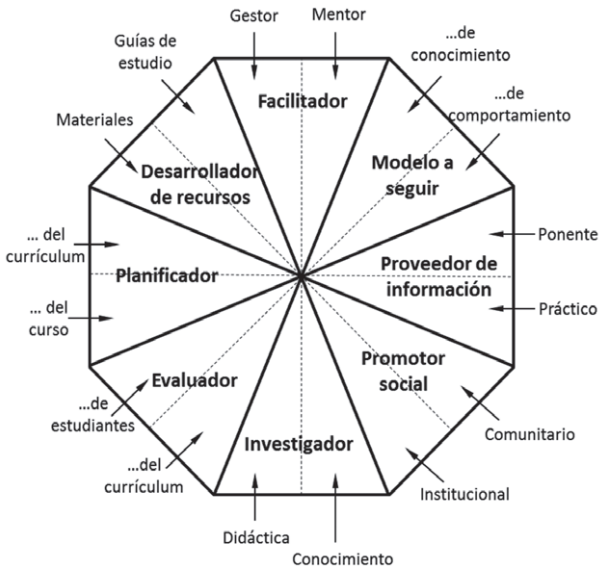 Gestor
Mentor
Guías de
estudio
...de
conocimiento
Facilitador
Materiales
...de
comportamiento
Desarrollador
de recursos
Modelo a
seguir
... del
currículum
Ponente
Planificador
Proveedor de
información
... del
curso
Práctico
Evaluador
Promotor
social
...de
estudiantes
Comunitario
Investigador
...del
currículum
Institucional
Didáctica
Conocimiento